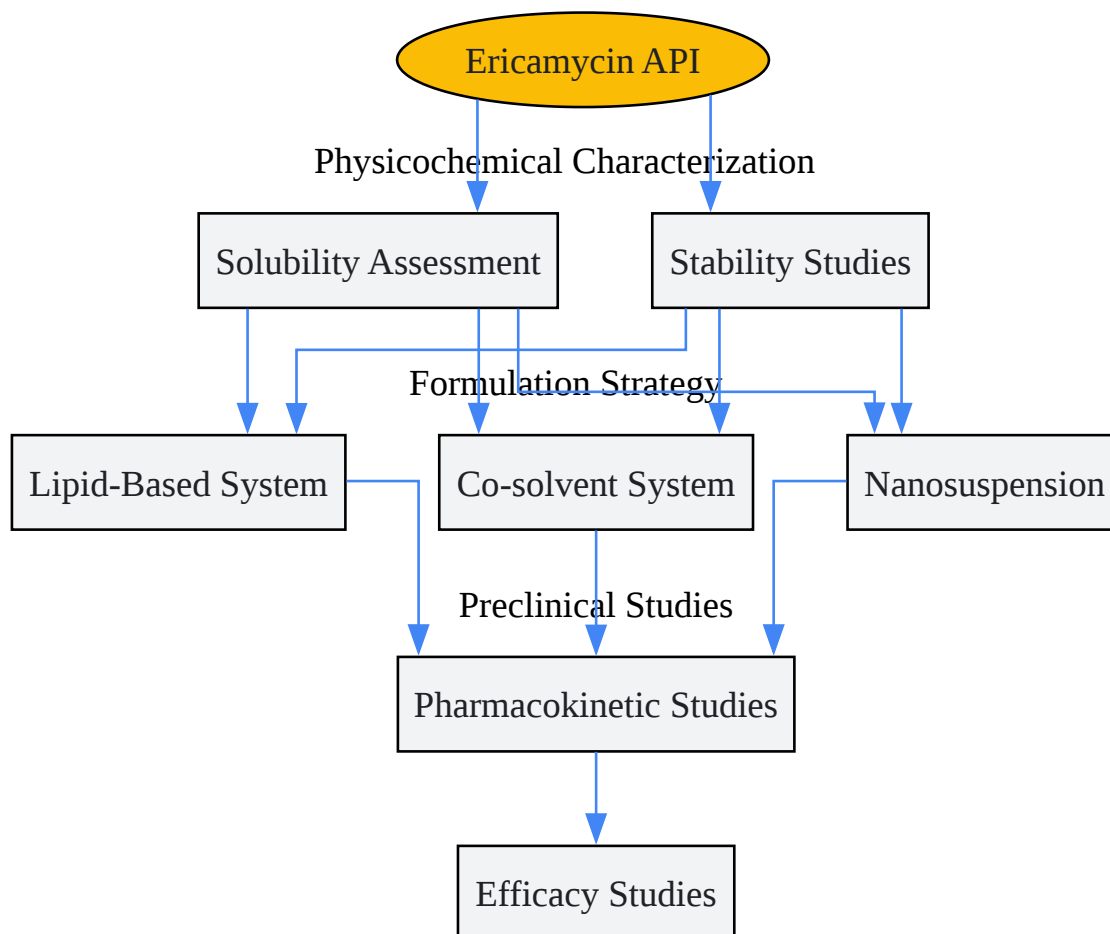 Ericamycin API
Physicochemical Characterization
Solubility Assessment
Stability Studies
Formulation Strategy
Lipid-Based System
Co-solvent System
Nanosuspension
Preclinical Studies
Pharmacokinetic Studies
Efficacy Studies